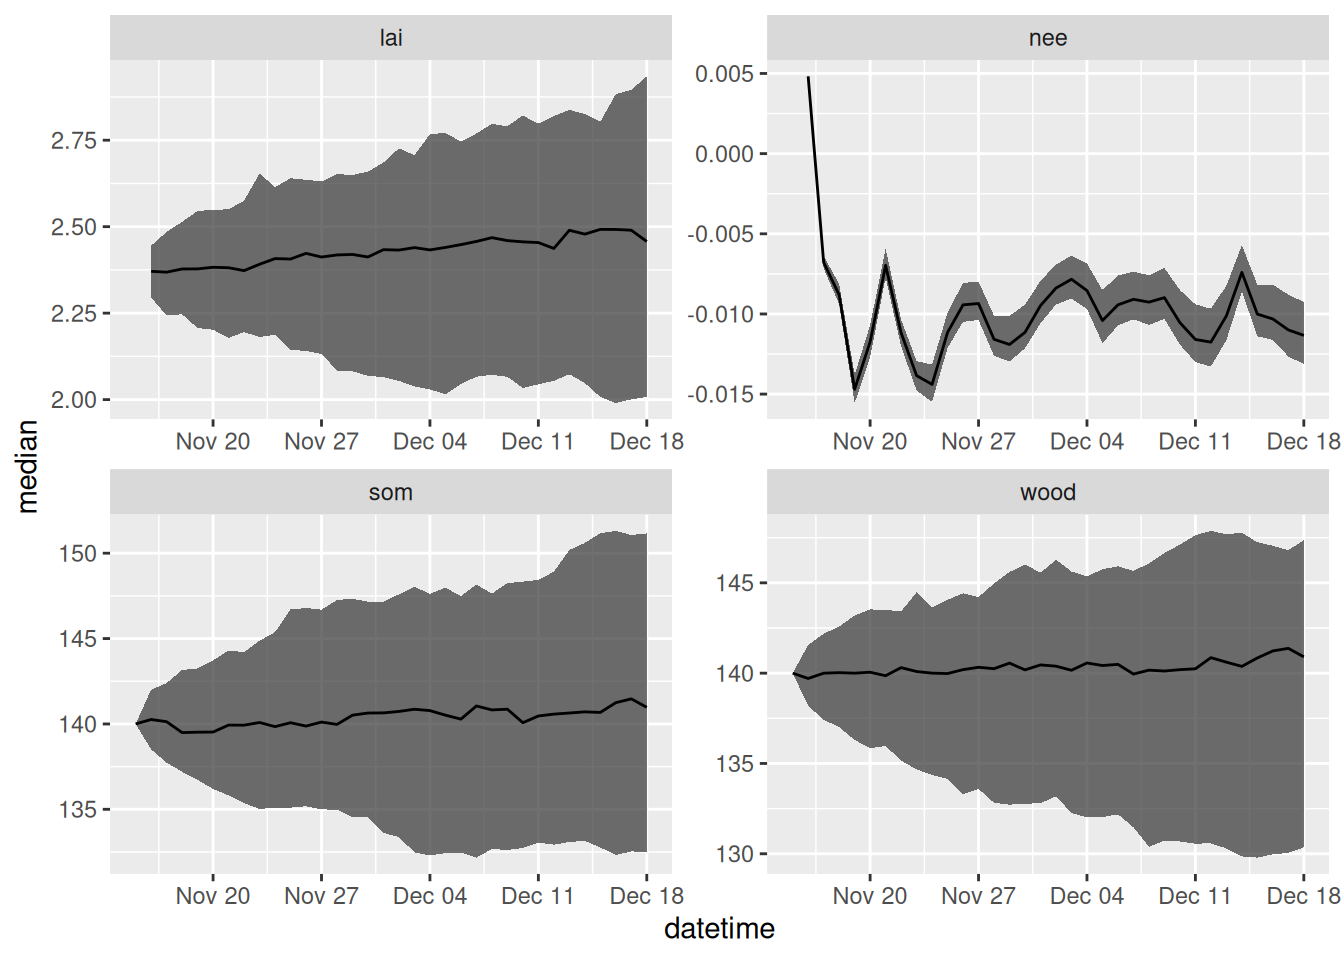 lai
nee
2.75
2.50
2.25
2.00
0.005
0.000
-0.005
-0.010
-0.015
Nov 20 Nov 27 Dec 04 Dec 11 Dec 18
Nov 20 Nov 27 Dec 04 Dec 11 Dec 18
median
som
wood
150
145
140
135
145
140
135
130
Nov 20 Nov 27 Dec 04 Dec 11 Dec 18
Nov 20 Nov 27 Dec 04 Dec 11 Dec 18
datetime